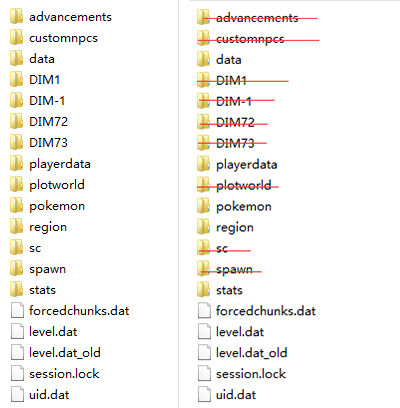 advancements
customnpcs
data
DIM1
DIM-1
DIM72
DIM73
playerdata
plotworld
pokemon
region
sc
spawn
stats
forcedchunks.dat
level.dat
level.dat_old
session.lock
uid.dat
advancements
customnpcs
data
DIM1
DIM-1
DIM72
DIM73
playerdata
plotworld
pokemon
region
sc
spawn
stats
forcedchunks.dat
level.dat
level.dat_old
session.lock
uid.dat